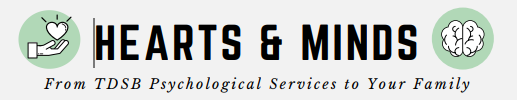 HEARTS & MINDS
From TDSB Psychological Services to Your Family